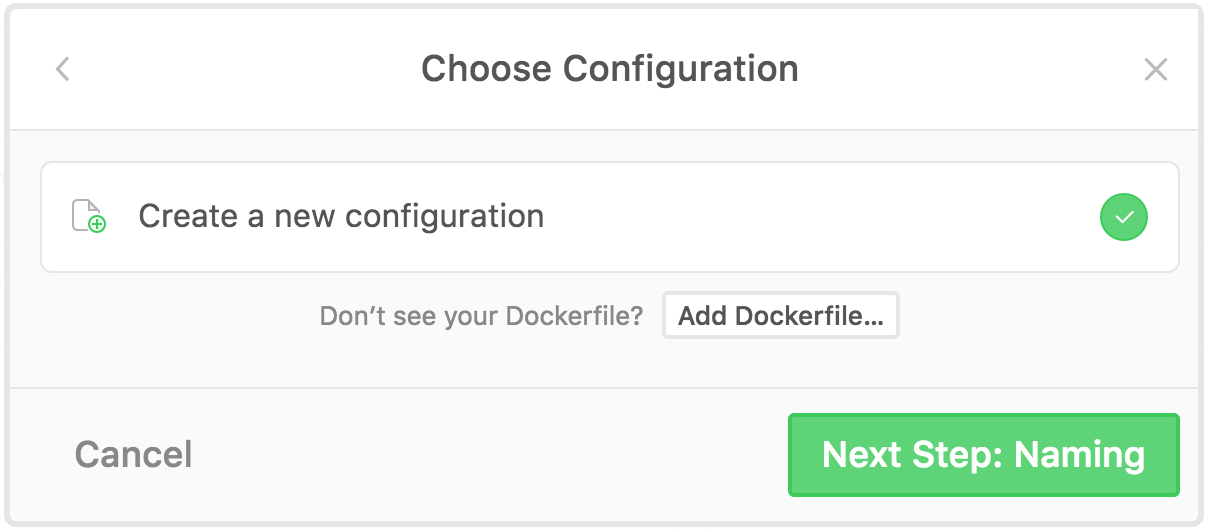 Choose Configuration
Create a new configuration
Don’t see your Dockerfile? Add Dockerfile...
Cancel Next Step: Naming